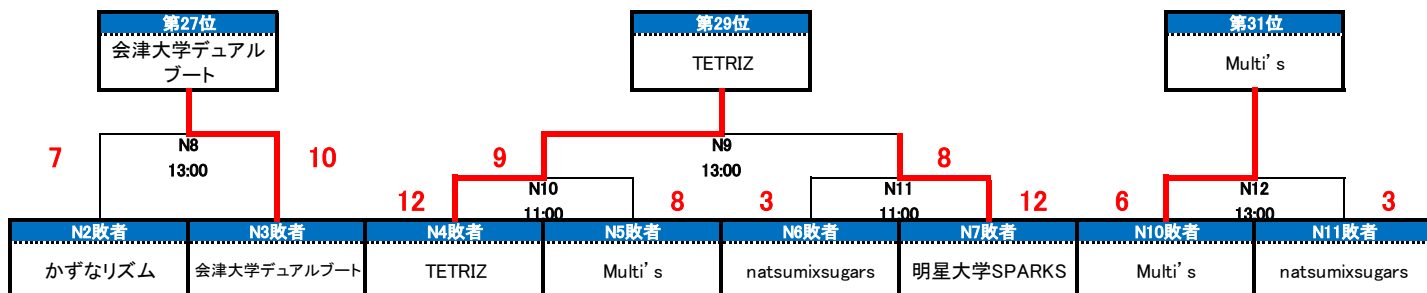 第27位
第29位
第31位
会津大学デュアル
ブート
TETRIZ
Multi’s
7
N8
13:00
10
9
N9
13:00
8
12
N10
11:00
8
3
N11
11:00
12
6
N12
13:00
3
N2敗者
N3敗者
N4敗者
N5敗者
N6敗者
N7敗者
N10敗者
N11敗者
かずなリズム
会津大学デュアルブート
TETRIZ
Multi’s
natsumixsugars
明星大学SPARKS
Multi’s
natsumixsugars